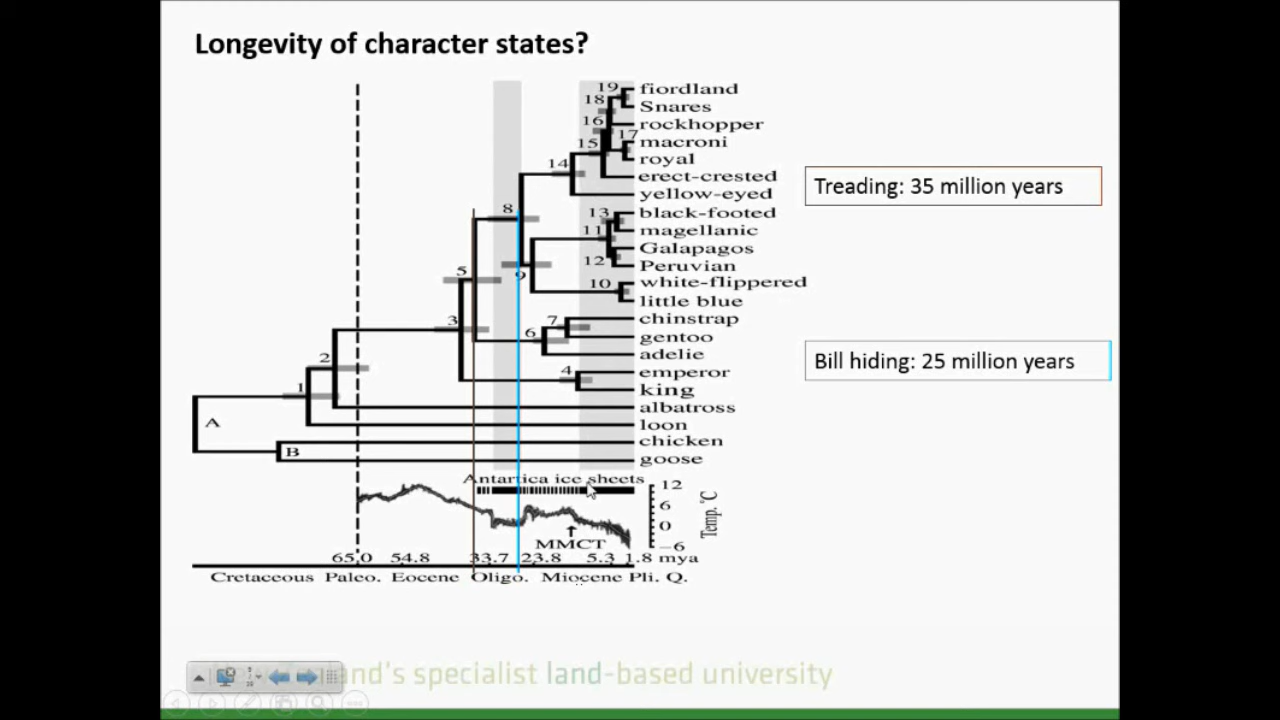 Longevity of character states?
19 fiordland
18 Snares
16 rockhopper
17 macroni
15 royal
erect-crested
14 yellow-eyed
Treading: 35 million years
13 black-footed
8 magellanic
11 Galapagos
12 Peruvian
9
5
10 white-flippered
little blue
7 chinstrap
3 6 gentoo
adelie
Bill hiding: 25 million years
2 4 emperor
1 king
albatross
A loon
chicken
B goose
Antartica ice sheets
12
6
0
-6
Temp. °C
MMCT
65.0 54.8 33.7 23.8 5.3 1.8 mya
Cretaceous Paleo. Eocene Oligo. Miocene Pli. Q.
and's specialist land-based university